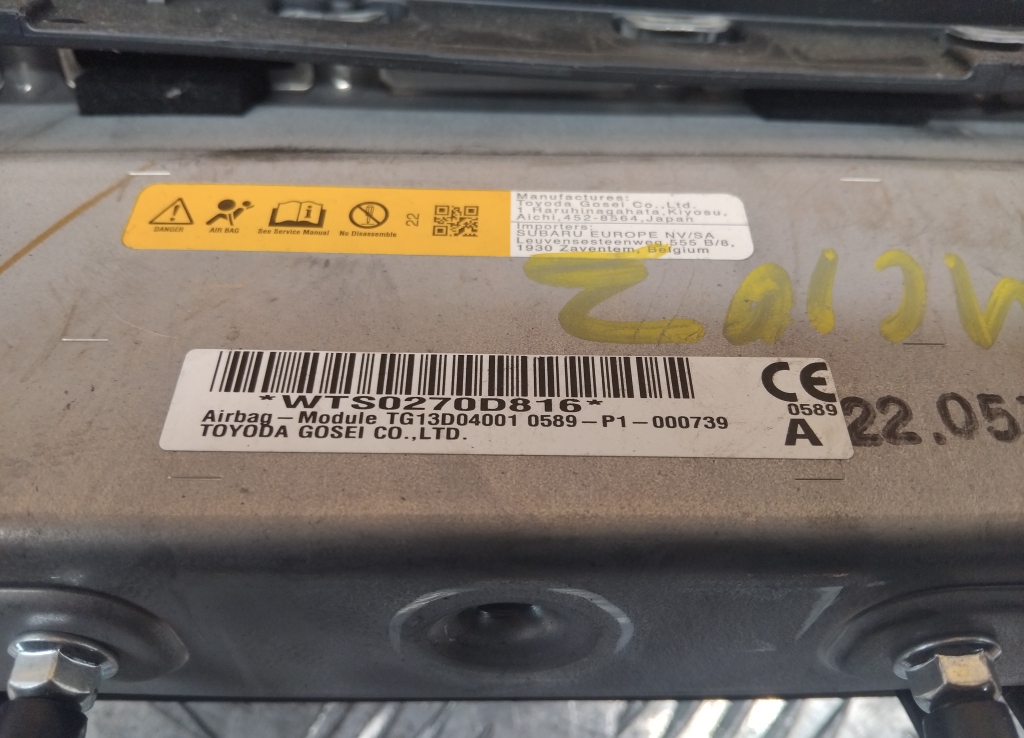 DANGER
AIR BAG
See Service Manual
No Disassemble
22
Manufactures:
Toyoda Gosei Co., Ltd.
1 Haruhinagahata, Kiyosu,
Aichi, 452-8564, Japan
Importers:
SUBARU EUROPE NV/SA
Leuvensesteenweg 555 B/8,
1930 Zaventem, Belgium
*WTS0270D816*
Airbag-Module TG13D04001 0589-P1-000739
TOYODA GOSEI CO.,LTD.
CE
0589
A
22.05